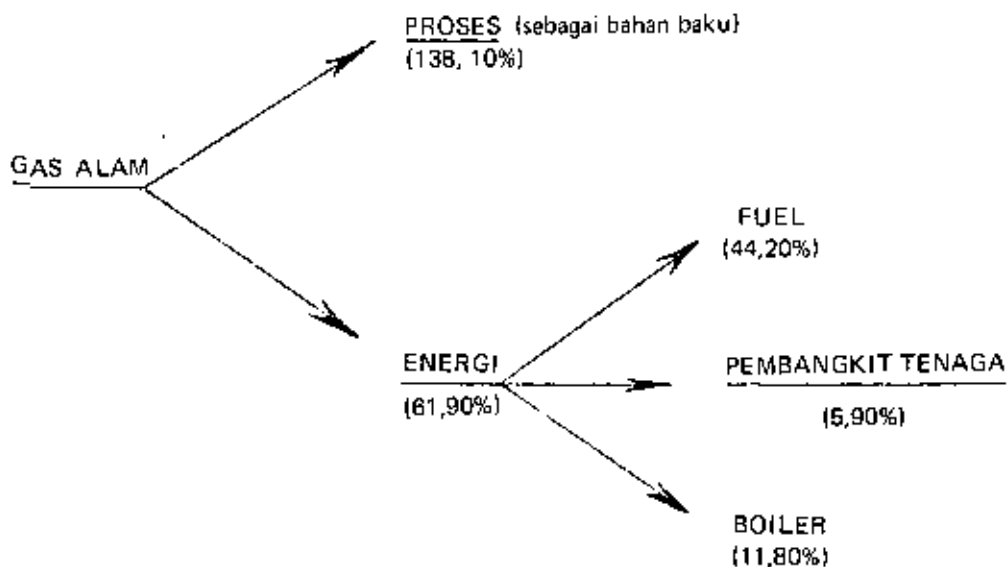 PROSES (sebagai bahan baku)
(138, 10%)
GAS ALAM
FUEL
(44,20%)
ENERGI
(61,90%)
PEMBANGKIT TENAGA
(5,90%)
BOILER
(11,80%)